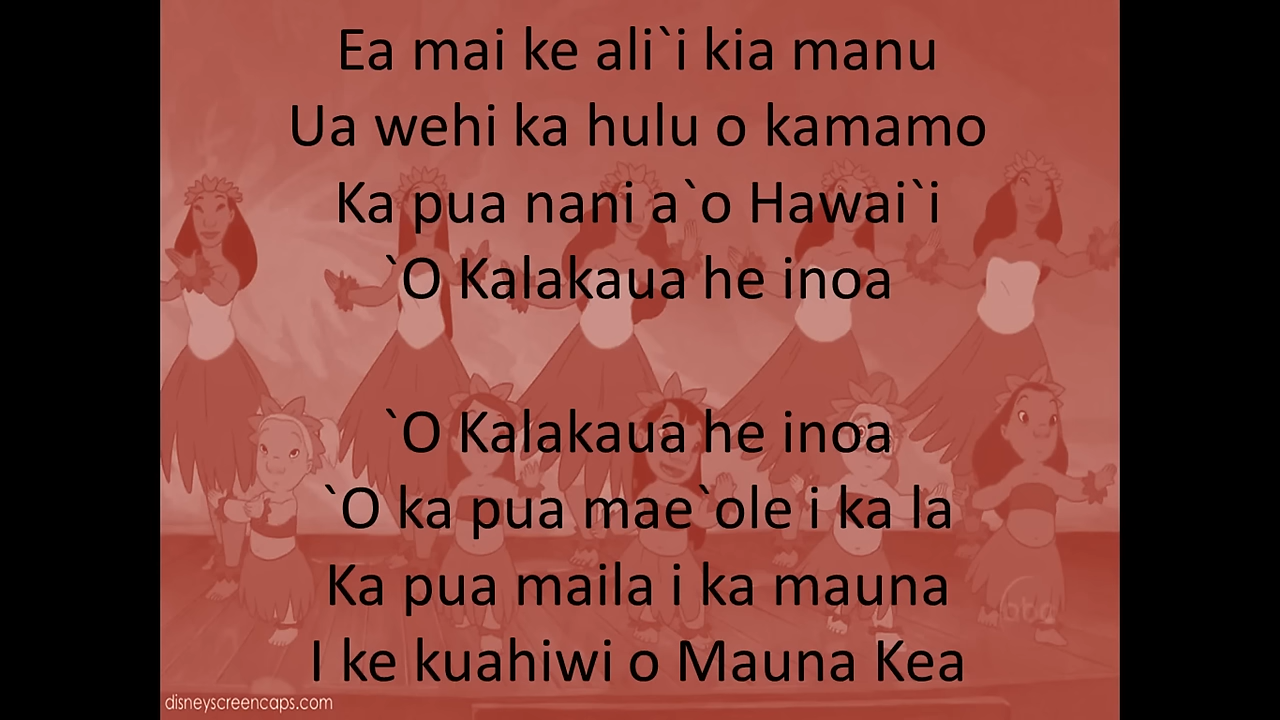 Ea mai ke ali`i kia manu
Ua wehi ka hulu o kamamo
Ka pua nani a`o Hawai`i
`O Kalakaua he inoa
`O Kalakaua he inoa
`O ka pua mae`ole i ka la
Ka pua maila i ka mauna
I ke kuahiwi o Mauna Kea
abc
disneyscreencaps.com